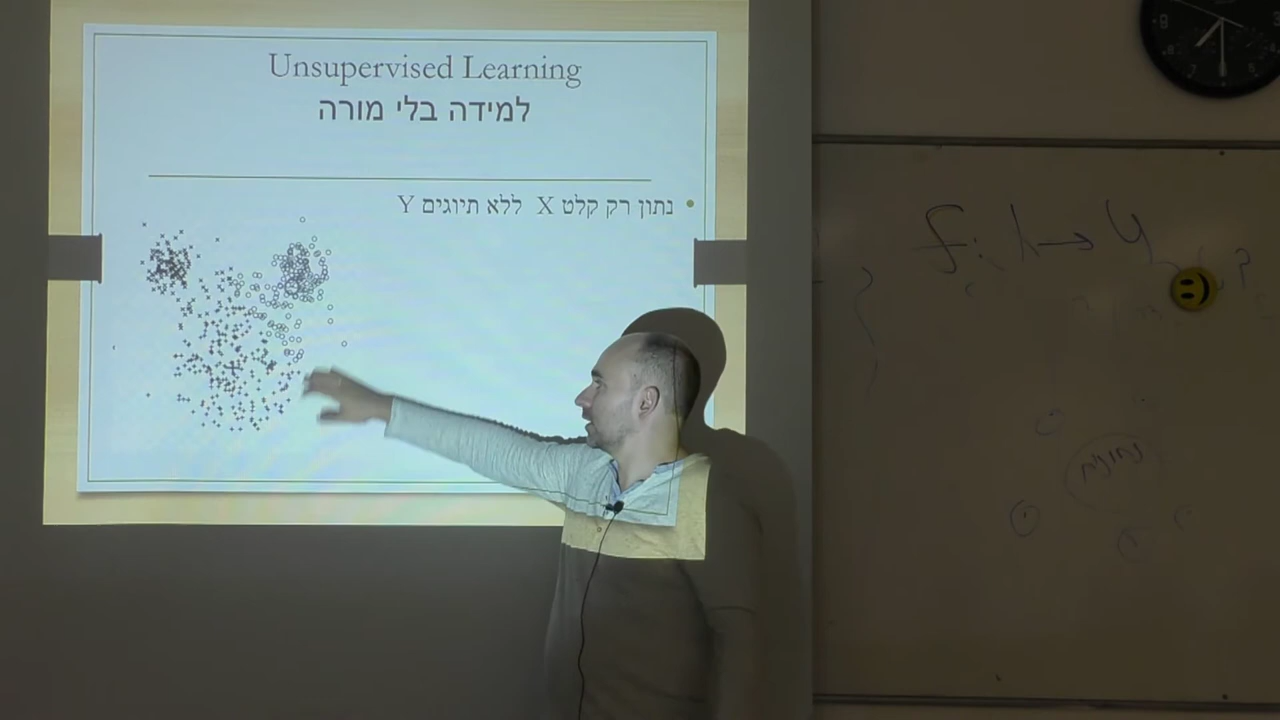 Unsupervised Learning
למידה בלי מורה
נתון רק קלט X ללא תיוגים Y